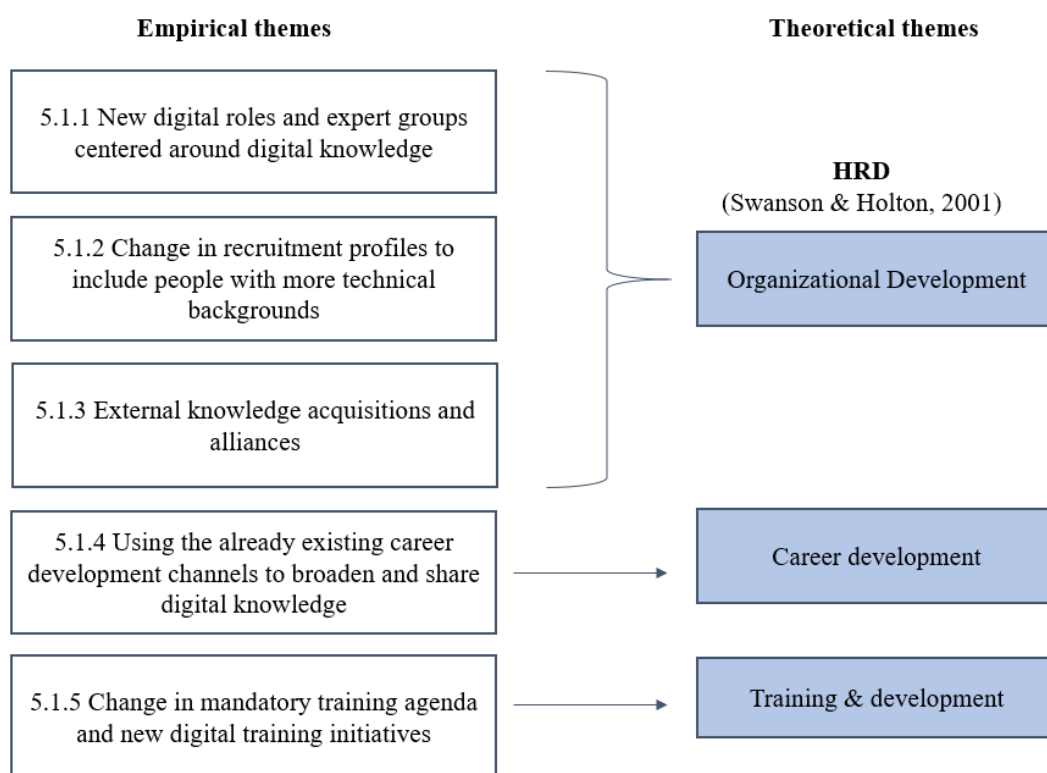 Empirical themes
Theoretical themes
5.1.1 New digital roles and expert groups
centered around digital knowledge
5.1.2 Change in recruitment profiles to
include people with more technical
backgrounds
5.1.3 External knowledge acquisitions and
alliances
5.1.4 Using the already existing career
development channels to broaden and share
digital knowledge
5.1.5 Change in mandatory training agenda
and new digital training initiatives
HRD
(Swanson & Holton, 2001)
Organizational Development
Career development
Training & development